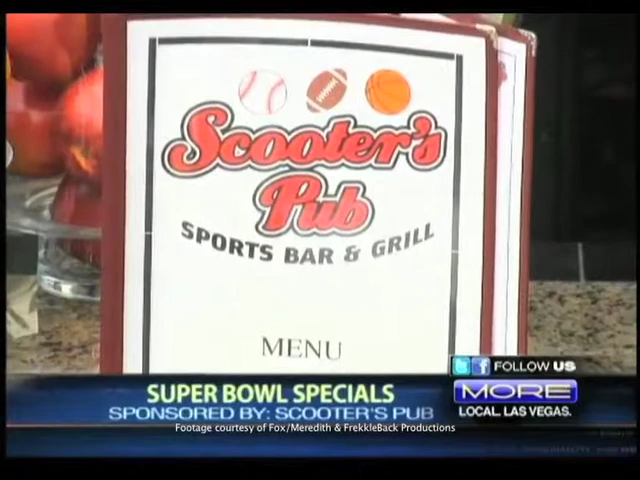 Scooter's
Pub
SPORTS BAR & GRILL
MENU
FOLLOW US
SUPER BOWL SPECIALS
MORE
SPONSORED BY: SCOOTER'S PUB
LOCAL. LAS VEGAS.
Footage courtesy of Fox/Meredith & FrekkleBack Productions